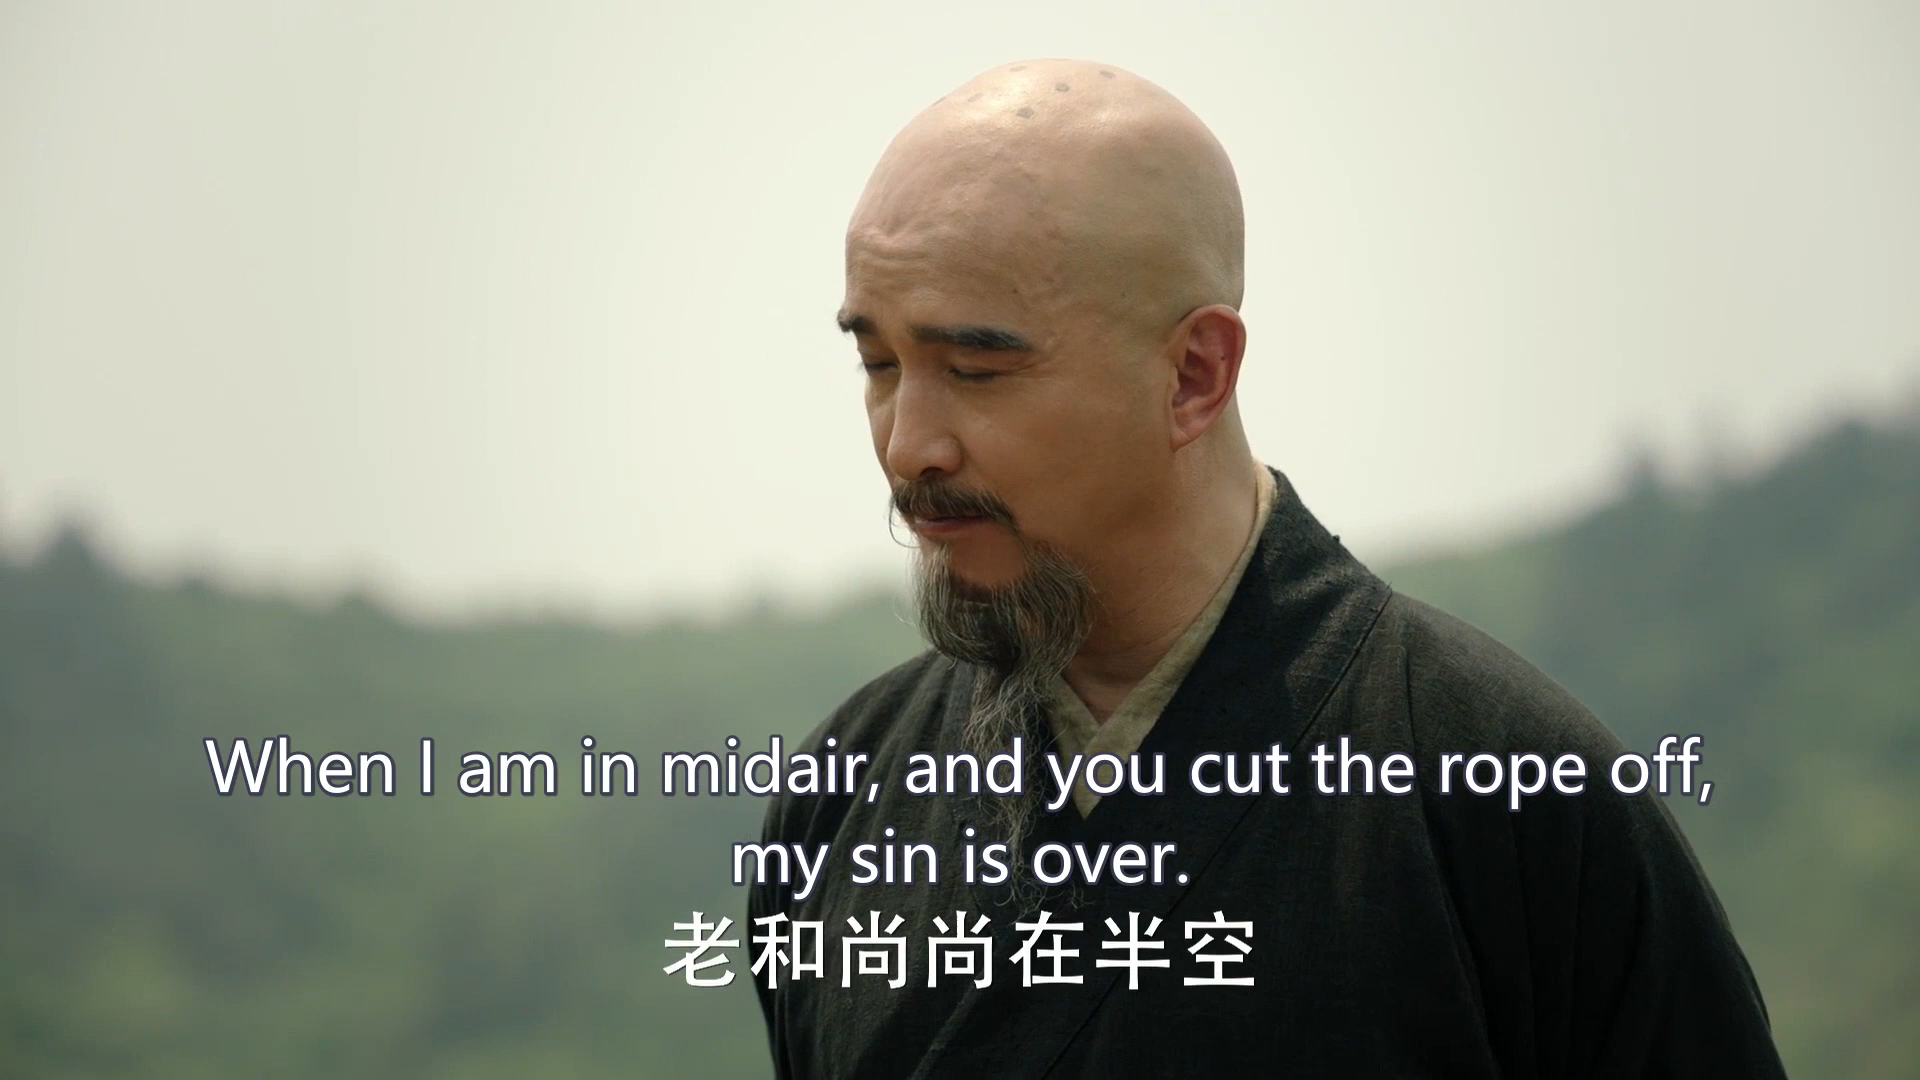 When I am in midair, and you cut the rope off,
my sin is over.
老和尚尚在半空